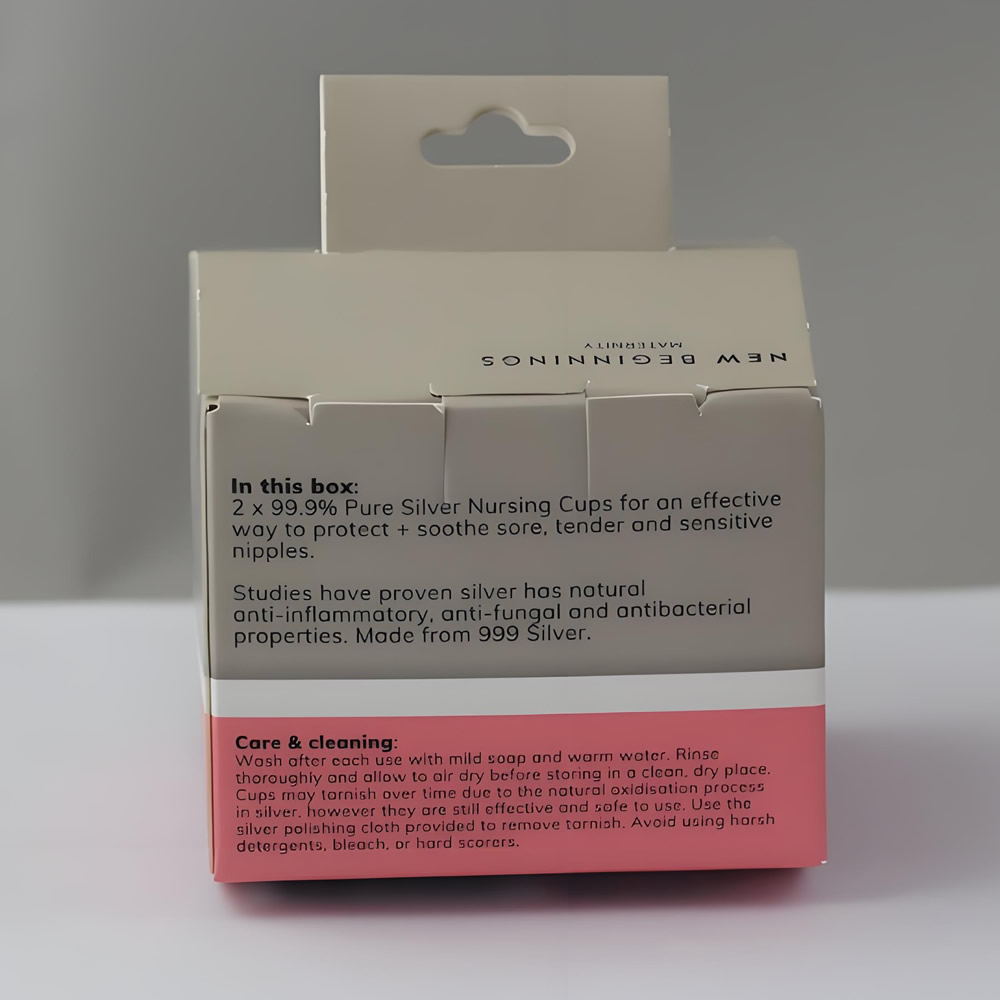 NEW BEGINNINGS
MATERNITY
In this box:
2 x 99.9% Pure Silver Nursing Cups for an effective
way to protect + soothe sore, tender and sensitive
nipples.
Studies have proven silver has natural
anti-inflammatory, anti-fungal and antibacterial
properties. Made from 999 Silver.
Care & cleaning:
Wash after each use with mild soap and warm water. Rinse
thoroughly and allow to air dry before storing in a clean, dry place.
Cups may tarnish over time due to the natural oxidisation process
in silver, however they are still effective and safe to use. Use the
silver polishing cloth provided to remove tarnish. Avoid using harsh
detergents, bleach, or hard scorers.